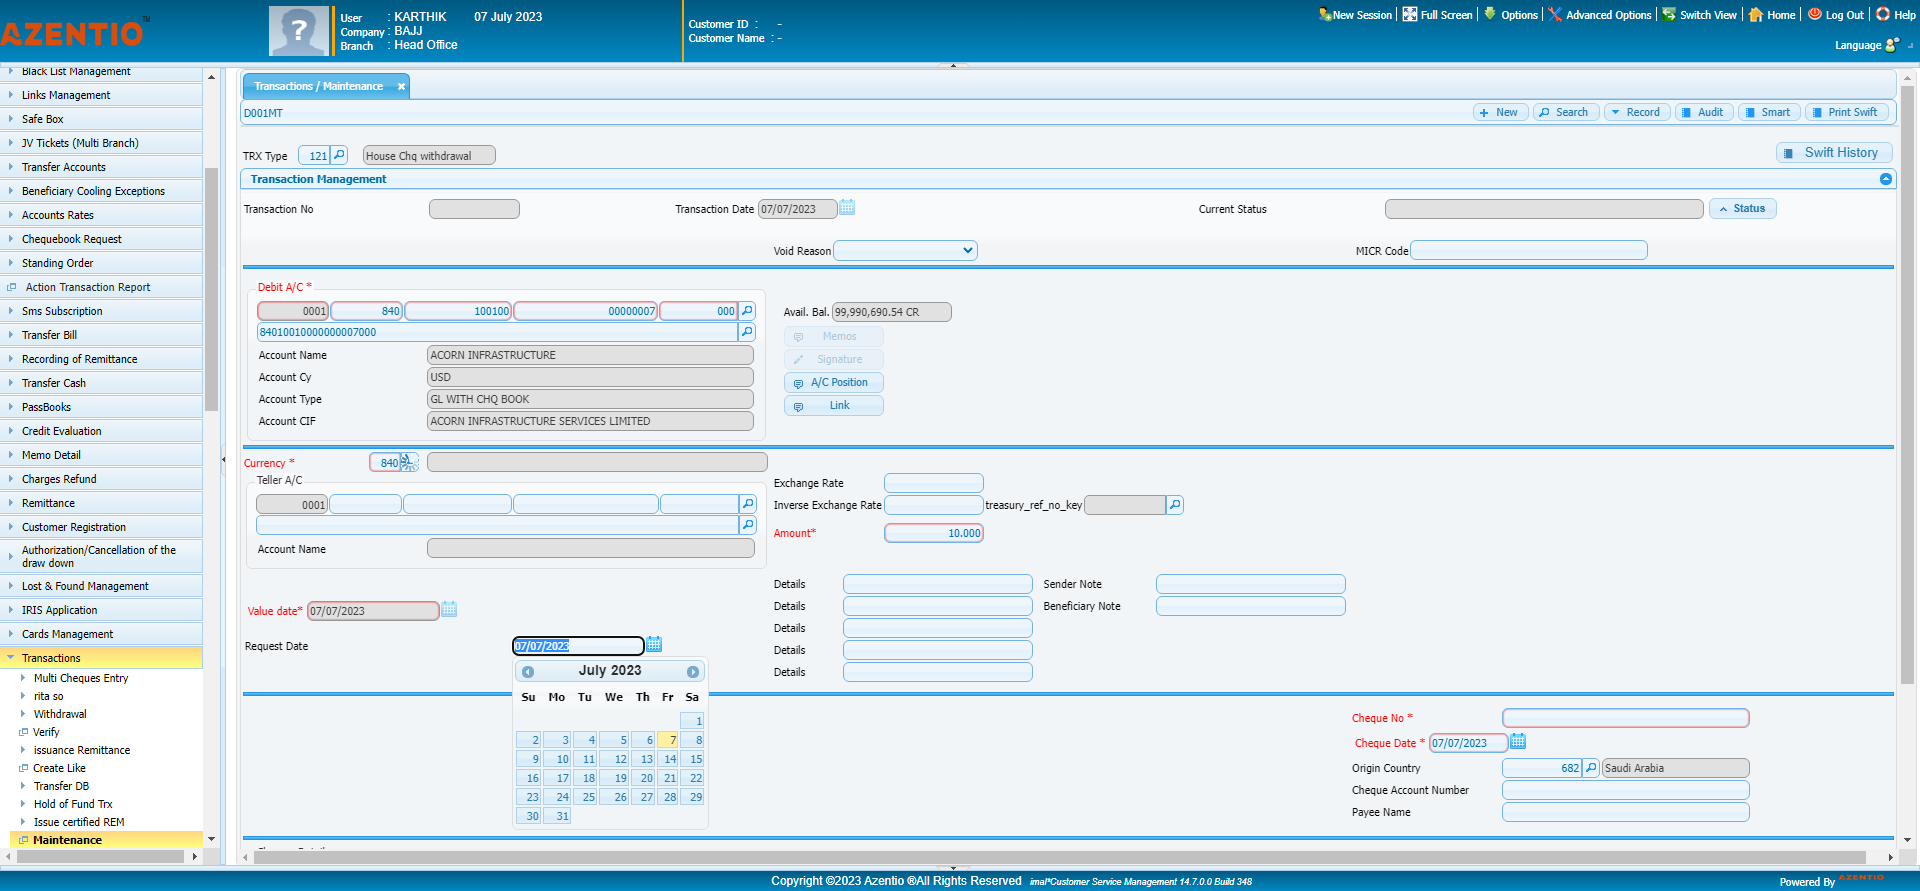 AZENTIO™
User : KARTHIK 07 July 2023
Company : BAJJ
Branch : Head Office
Customer ID : -
Customer Name : -
New Session Full Screen Options Advanced Options Switch View Home Log Out Help
Language
Black List Management
Links Management
Safe Box
JV Tickets (Multi Branch)
Transfer Accounts
Beneficiary Cooling Exceptions
Accounts Rates
Chequebook Request
Standing Order
Action Transaction Report
Sms Subscription
Transfer Bill
Recording of Remittance
Transfer Cash
PassBooks
Credit Evaluation
Memo Detail
Charges Refund
Remittance
Customer Registration
Authorization/Cancellation of the
draw down
Lost & Found Management
IRIS Application
Cards Management
Transactions
Multi Cheques Entry
rita so
Withdrawal
Verify
issuance Remittance
Create Like
Transfer DB
Hold of Fund Trx
Issue certified REM
Maintenance
Transactions / Maintenance
D001MT
New Search Record Audit Smart Print Swift
TRX Type 121 House Chq withdrawal
Swift History
Transaction Management
Transaction No Transaction Date 07/07/2023 Current Status Status
Void Reason MICR Code
Debit A/C *
0001 840 100100 00000007 000
84010010000000007000
Account Name ACORN INFRASTRUCTURE
Account Cy USD
Account Type GL WITH CHQ BOOK
Account CIF ACORN INFRASTRUCTURE SERVICES LIMITED
Avail. Bal. 99,990,690.54 CR
Memos
Signature
A/C Position
Link
Currency * 840
Teller A/C
0001
Account Name
Exchange Rate
Inverse Exchange Rate treasury_ref_no_key
Amount* 10.000
Details Sender Note
Details Beneficiary Note
Details
Details
Details
Value date* 07/07/2023
Request Date 07/07/2023
July 2023
Su Mo Tu We Th Fr Sa
1
2 3 4 5 6 7 8
9 10 11 12 13 14 15
16 17 18 19 20 21 22
23 24 25 26 27 28 29
30 31
Cheque No *
Cheque Date * 07/07/2023
Origin Country 682 Saudi Arabia
Cheque Account Number
Payee Name
Copyright ©2023 Azentio ®All Rights Reserved imal*Customer Service Management 14.7.0.0 Build 348
Powered By AZENTIO